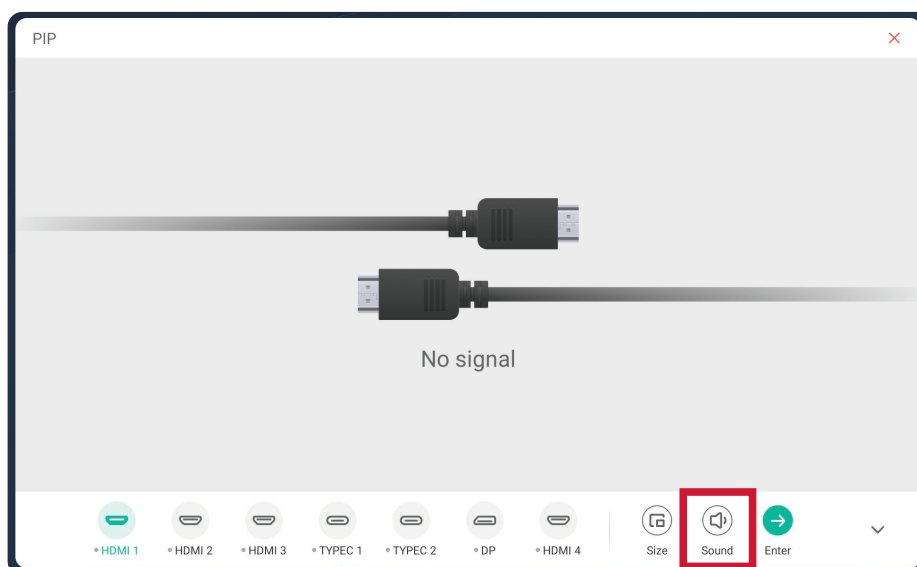 PIP
No signal
HDMI 1 HDMI 2 HDMI 3 TYPEC 1 TYPEC 2 DP HDMI 4 Size Sound Enter